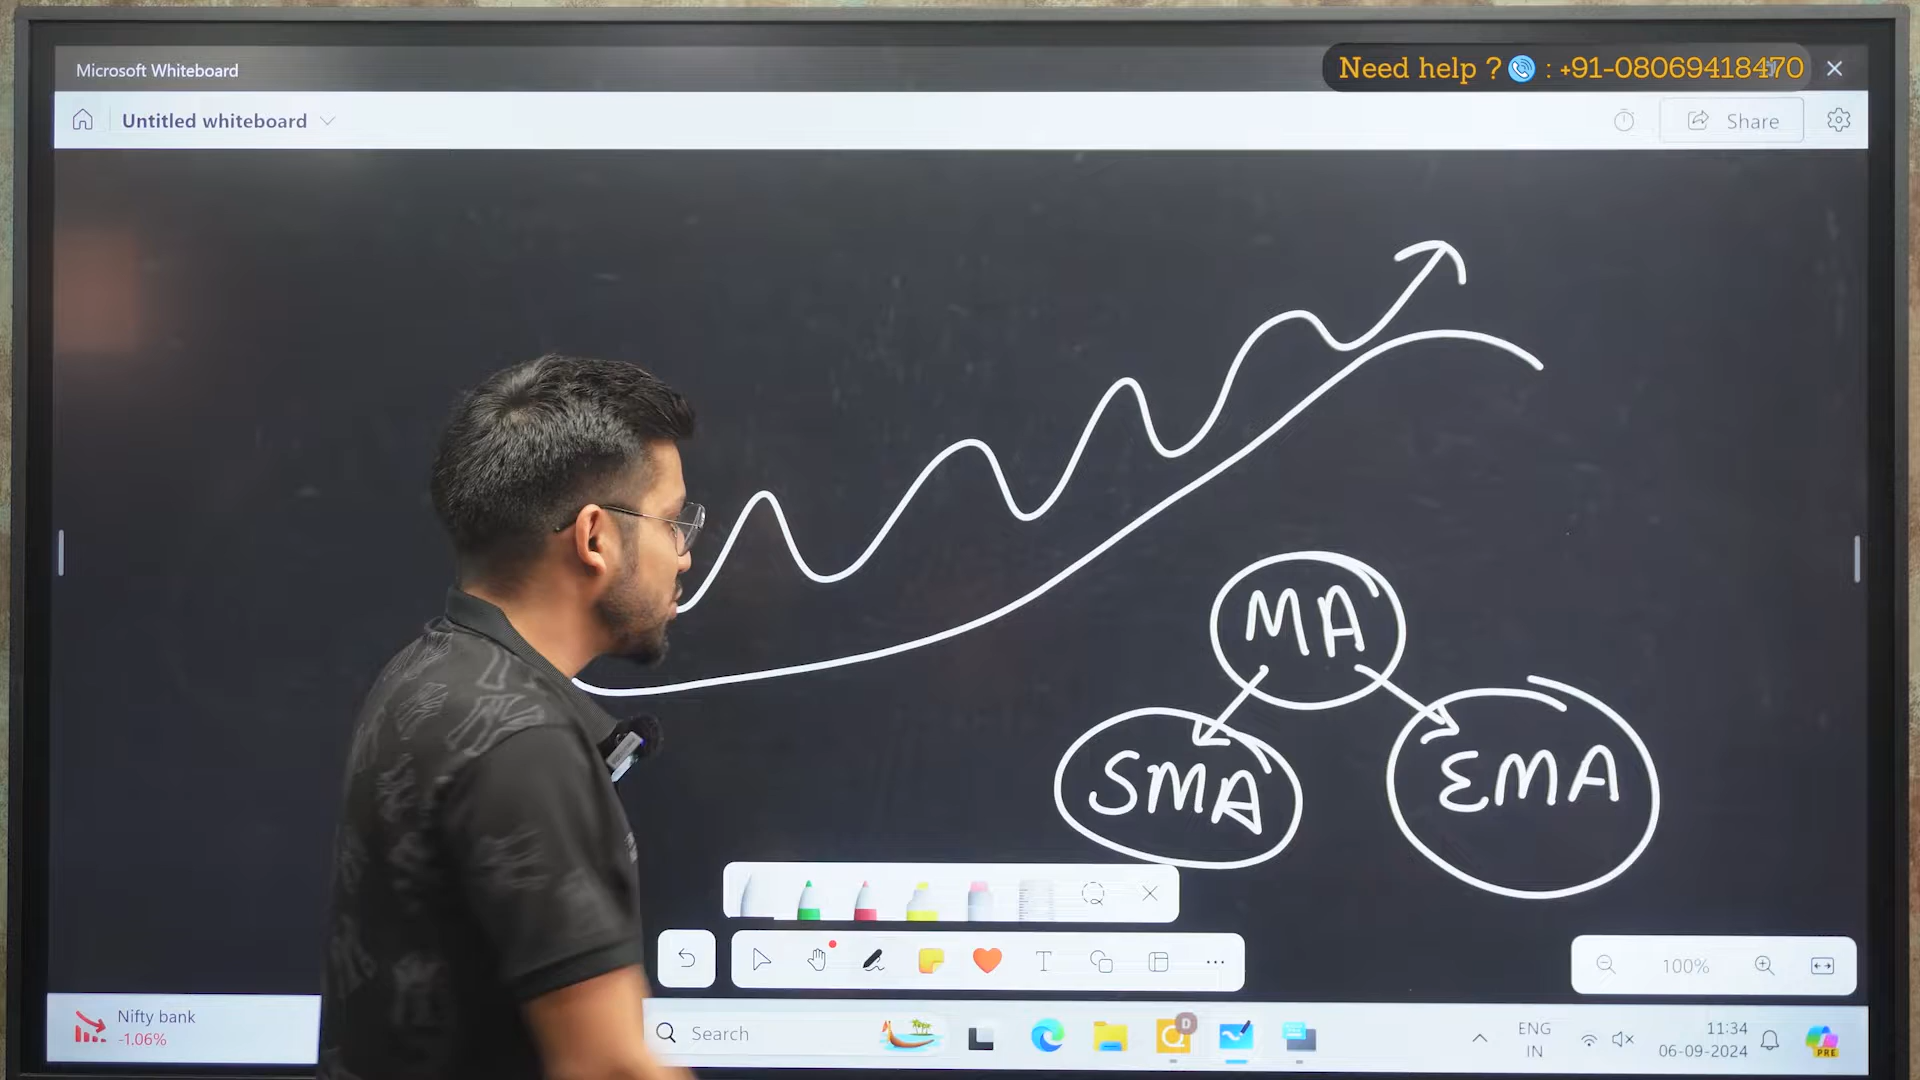 Microsoft Whiteboard
Need help ? : +91-08069418470
Untitled whiteboard
Share
MA
SMA
EMA
100%
Nifty bank
-1.06%
Search
D
ENG
IN
11:34
06-09-2024
PRE